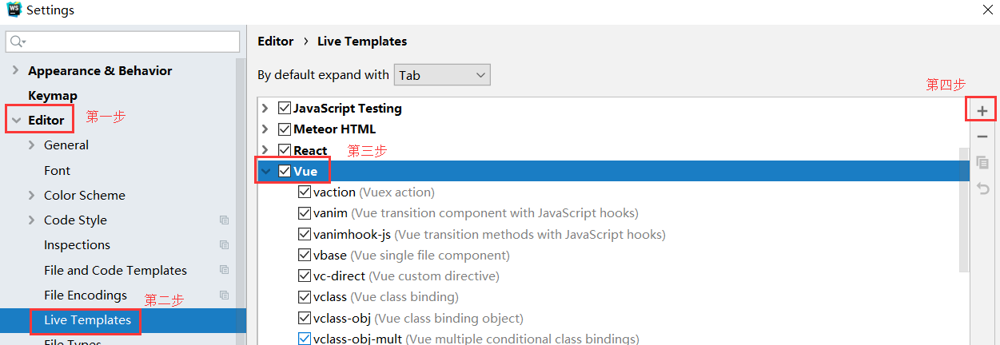 WS Settings
Appearance & Behavior
Keymap
Editor 第一步
General
Font
Color Scheme
Code Style
Inspections
File and Code Templates
File Encodings
第二步
Live Templates
File Types
Editor › Live Templates
By default expand with Tab
第四步
JavaScript Testing
Meteor HTML
React 第三步
Vue
vaction (Vuex action)
vanim (Vue transition component with JavaScript hooks)
vanimhook-js (Vue transition methods with JavaScript hooks)
vbase (Vue single file component)
vc-direct (Vue custom directive)
vclass (Vue class binding)
vclass-obj (Vue class binding object)
vclass-obj-mult (Vue multiple conditional class bindings)